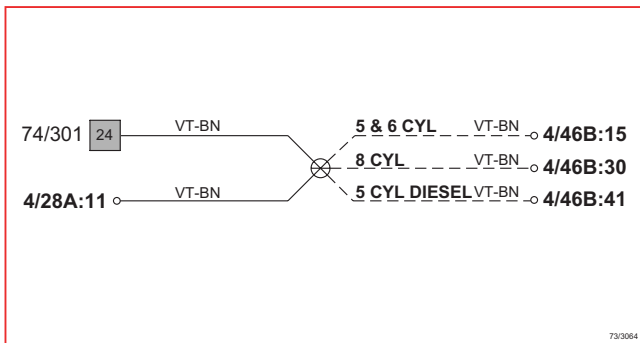 5 & 6 CYL
74/301 24 VT-BN VT-BN 4/46B:15
8 CYL VT-BN 4/46B:30
4/28A:11 VT-BN 5 CYL DIESEL VT-BN 4/46B:41
73/3064